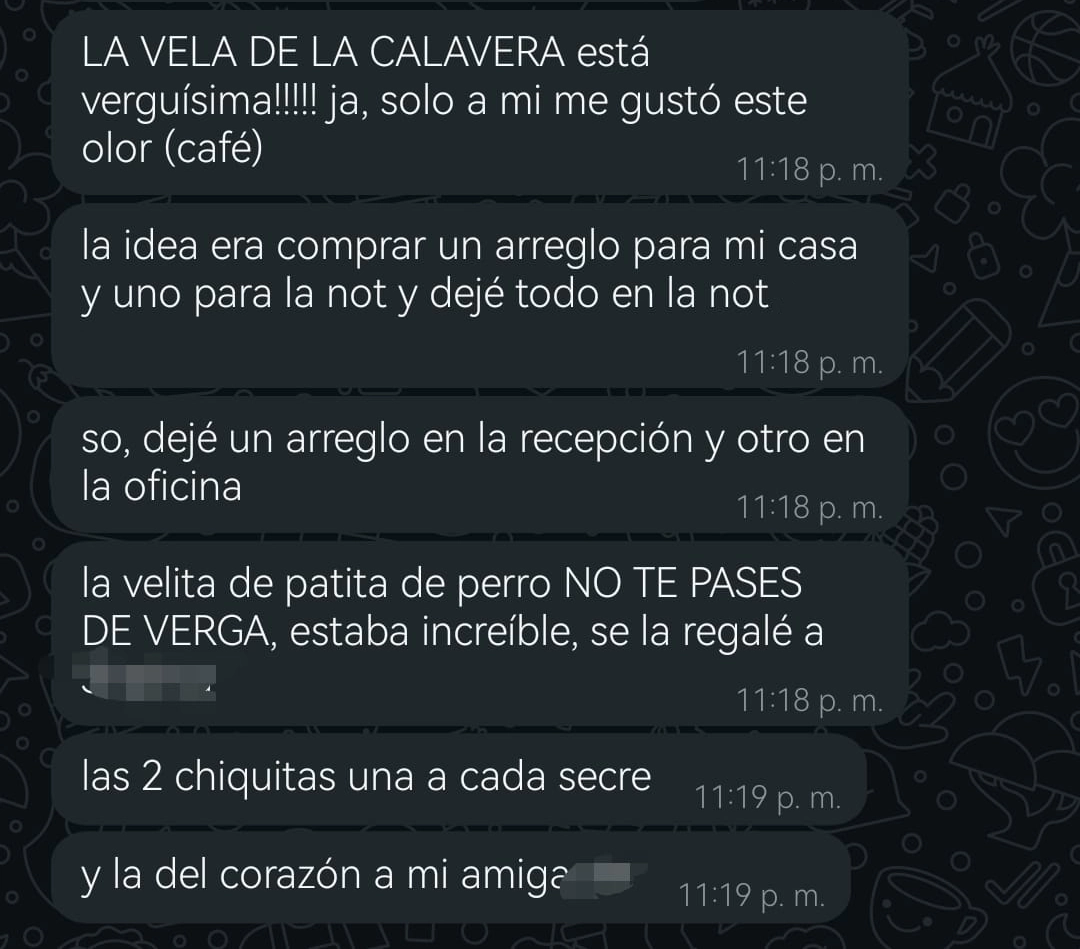 LA VELA DE LA CALAVERA está
verguísima!!!!! ja, solo a mi me gustó este
olor (café)
11:18 p. m.
la idea era comprar un arreglo para mi casa
y uno para la not y dejé todo en la not
11:18 p. m.
so, dejé un arreglo en la recepción y otro en
la oficina
11:18 p. m.
la velita de patita de perro NO TE PASES
DE VERGA, estaba increíble, se la regalé a
11:18 p. m.
las 2 chiquitas una a cada secre
11:19 p. m.
y la del corazón a mi amiga
11:19 p. m.